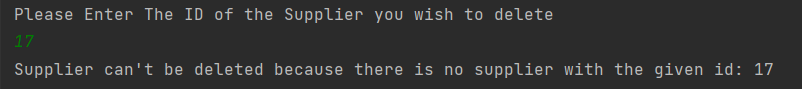 Please Enter The ID of the Supplier you wish to delete
17
Supplier can't be deleted because there is no supplier with the given id: 17